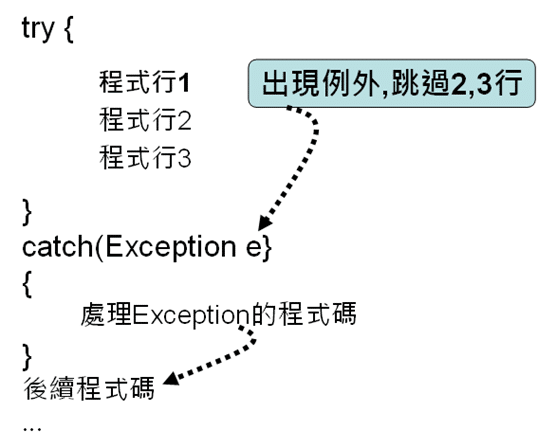 try {
程式行1
出現例外,跳過2,3行
程式行2
程式行3
}
catch(Exception e}
{
處理Exception的程式碼
}
後續程式碼
...